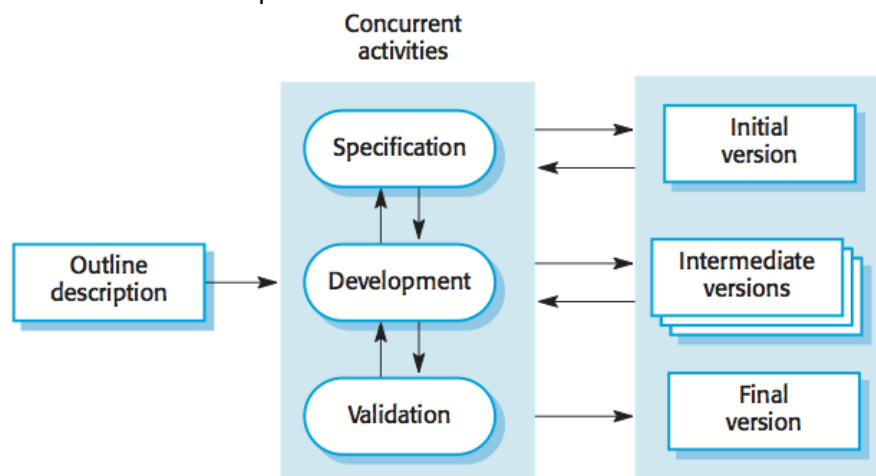 Concurrent
activities
Specification
Initial
version
Outline
description
Development
Intermediate
versions
Validation
Final
version